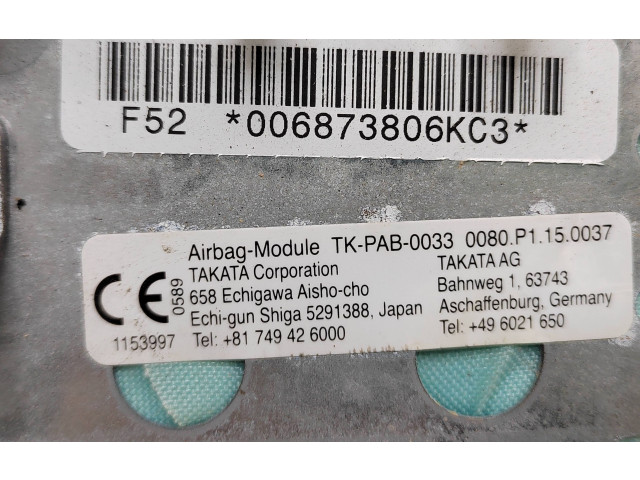 F52 *006873806KC3*
Airbag-Module TK-PAB-0033 0080.P1.15.0037
CE 0589
1153997
TAKATA Corporation
658 Echigawa Aisho-cho
Echi-gun Shiga 5291388, Japan
Tel: +81 749 42 6000
TAKATA AG
Bahnweg 1, 63743
Aschaffenburg, Germany
Tel: +49 6021 650